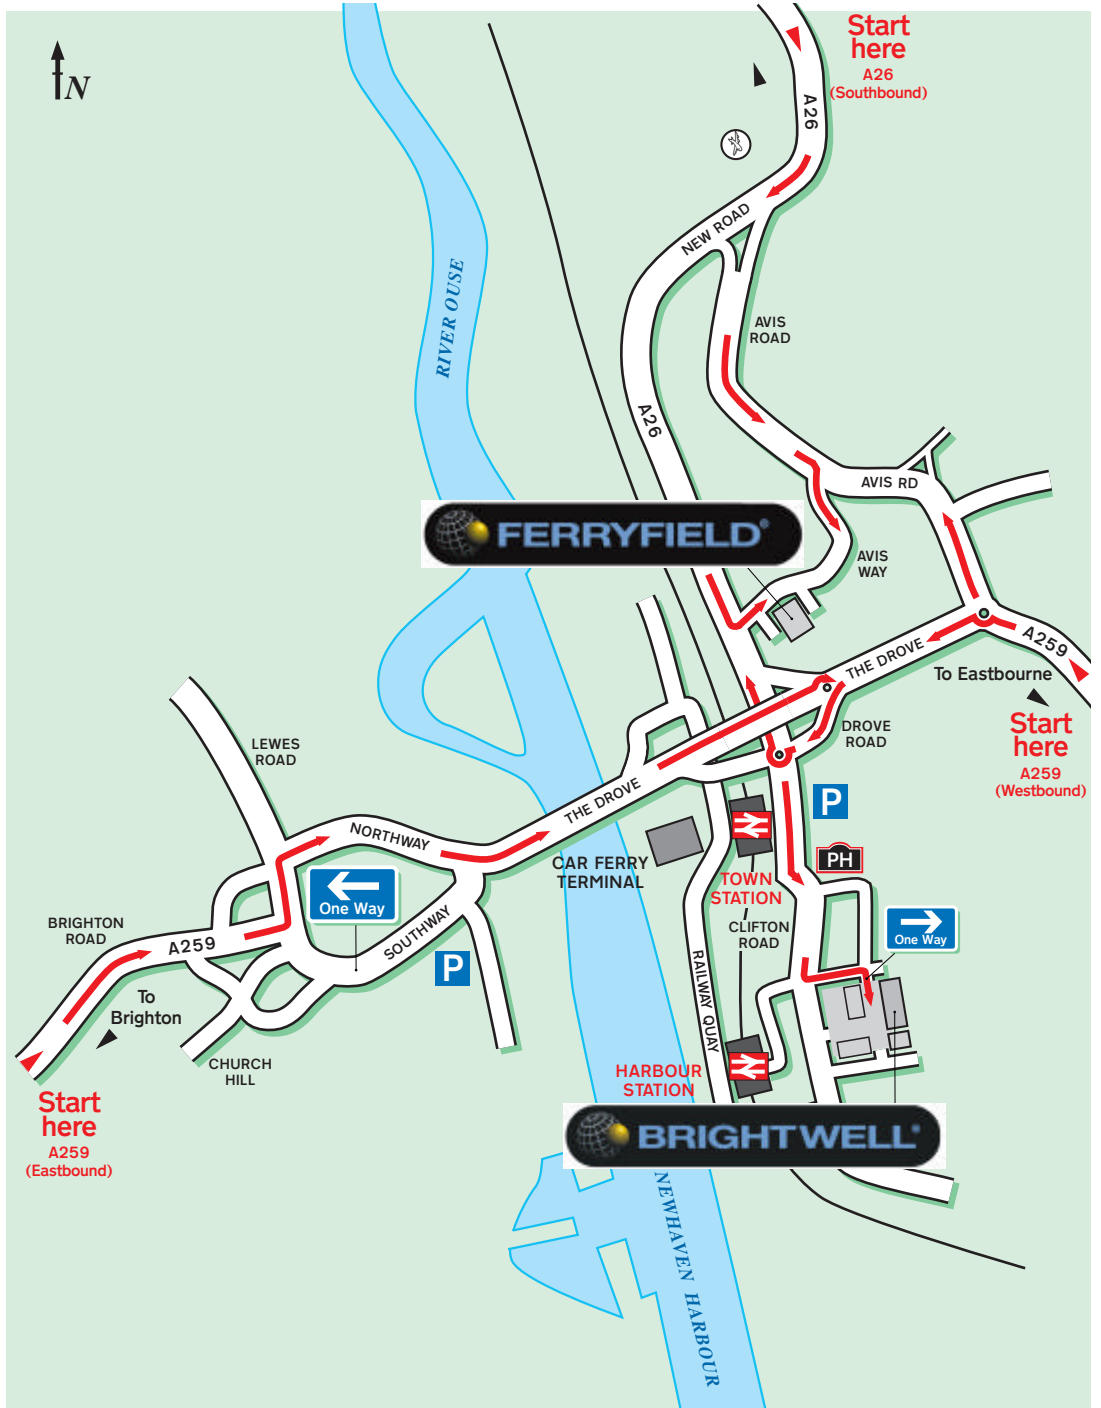 Start
here
A26
(Southbound)
N
A26
NEW ROAD
RIVER OUSE
AVIS
ROAD
A26
AVIS RD
FERRYFIELD®
AVIS
WAY
A259
THE DROVE
To Eastbourne
Start
here
A259
(Westbound)
DROVE
ROAD
LEWES
ROAD
THE DROVE
P
NORTHWAY
CAR FERRY
TERMINAL
PH
TOWN
STATION
One Way
BRIGHTON
ROAD
A259
SOUTHWAY
CLIFTON
ROAD
One Way
P
To
Brighton
RAILWAY QUAY
CHURCH
HILL
HARBOUR
STATION
Start
here
A259
(Eastbound)
BRIGHTWELL®
NEWHAVEN HARBOUR